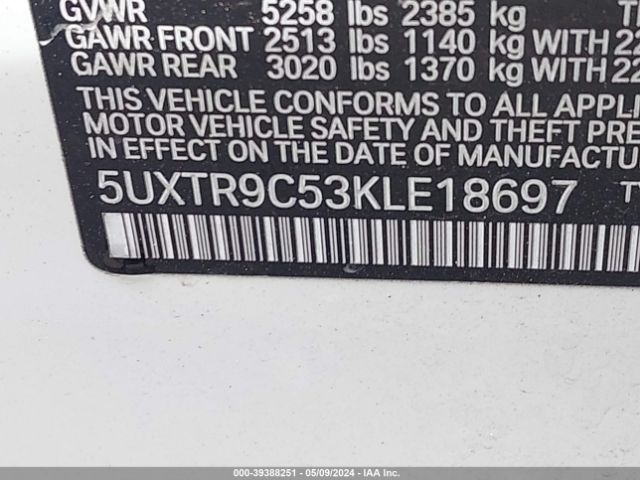 GVWR 5258 lbs 2385 kg
GAWR FRONT 2513 lbs 1140 kg WITH
GAWR REAR 3020 lbs 1370 kg WITH
THIS VEHICLE CONFORMS TO ALL
MOTOR VEHICLE SAFETY AND THEFT
IN EFFECT ON THE DATE OF
5UXTR9C53KLE18697
000-39388251 - 05/09/2024 - IAA Inc.